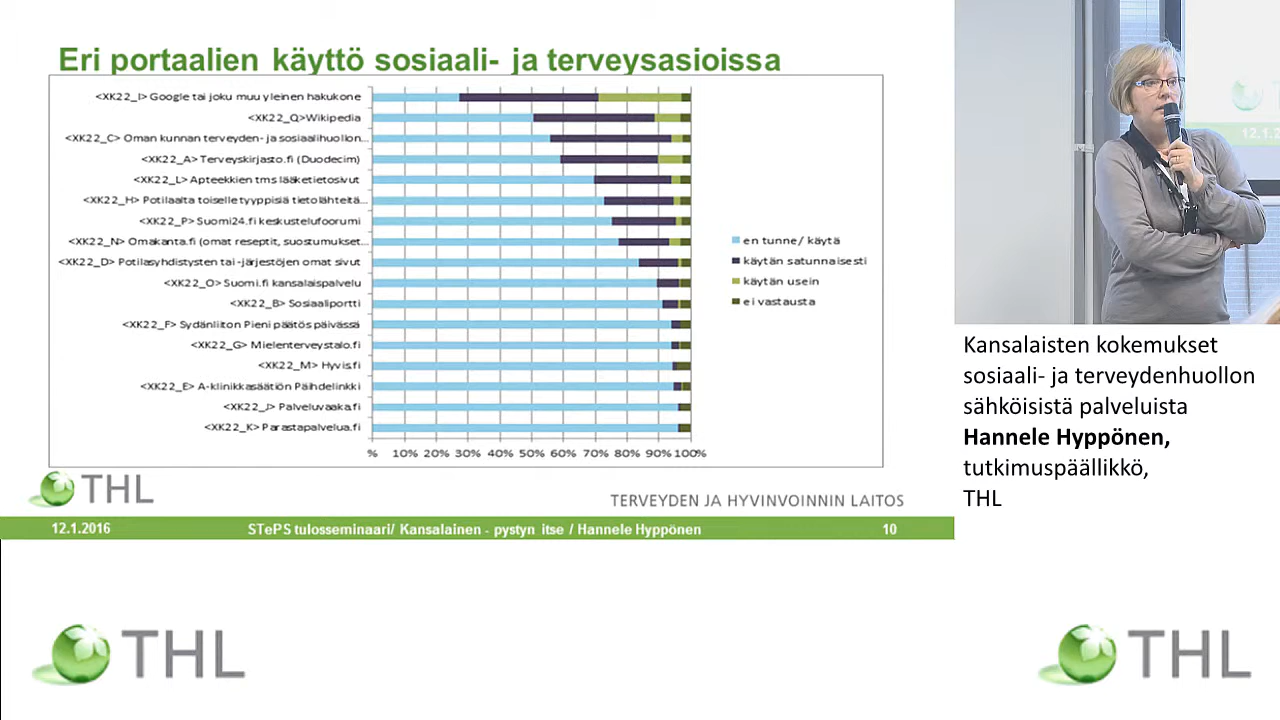 Eri portaalien käyttö sosiaali- ja terveysasioissa
<XK22_I> Google tai joku muu yleinen hakukone
<XK22_Q>Wikipedia
<XK22_C> Oman kunnan terveyden- ja sosiaalihuollon...
<XK22_A> Terveyskirjasto.fi (Duodecim)
<XK22_L> Apteekkien tms lääketietosivut
<XK22_H> Potilaalta toiselle tyyppisiä tietolähteitä...
<XK22_P> Suomi24.fi keskustelufoorumi
<XK22_N> Omakanta.fi (omat reseptit, suostumukset...
<XK22_D> Potilasyhdistysten tai -järjestöjen omat sivut
<XK22_O> Suomi.fi kansalaispalvelu
<XK22_B> Sosiaaliportti
<XK22_F> Sydänliiton Pieni päätös päivässä
<XK22_G> Mielenterveystalo.fi
<XK22_M> Hyvis.fi
<XK22_E> A-klinikkasäätiön Päihdelinkki
<XK22_J> Palveluvaaka.fi
<XK22_K> Parastapalvelua.fi
% 10% 20% 30% 40% 50% 60% 70% 80% 90% 100%
en tunne/ käytä
käytän satunnaisesti
käytän usein
ei vastausta
THL
TERVEYDEN JA HYVINVOINNIN LAITOS
12.1.2016 STePS tulosseminaari/ Kansalainen - pystyn itse / Hannele Hyppönen 10
12.1.2
Kansalaisten kokemukset
sosiaali- ja terveydenhuollon
sähköisistä palveluista
Hannele Hyppönen,
tutkimuspäällikkö,
THL
THL
THL